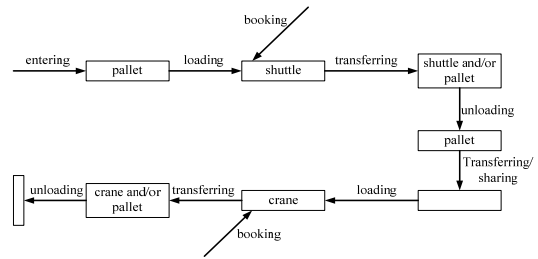 booking
entering
loading
transferring
pallet
shuttle
shuttle and/or
pallet
unloading
pallet
Transferring/
sharing
unloading
transferring
loading
crane and/or
pallet
crane
booking